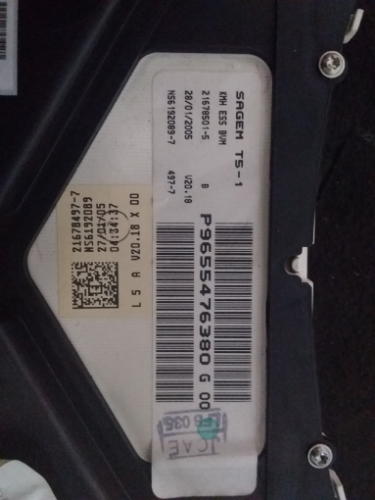 SAGEM T5-1
KMH ESS BVM
21678501-5 B V20.18
28/01/2005
NS6192089-7 497-7
P9655476380 G 00
21678497-7
NS6192089
27/01/05
04:34:37
L 5 A V20.18 X 00
CAE